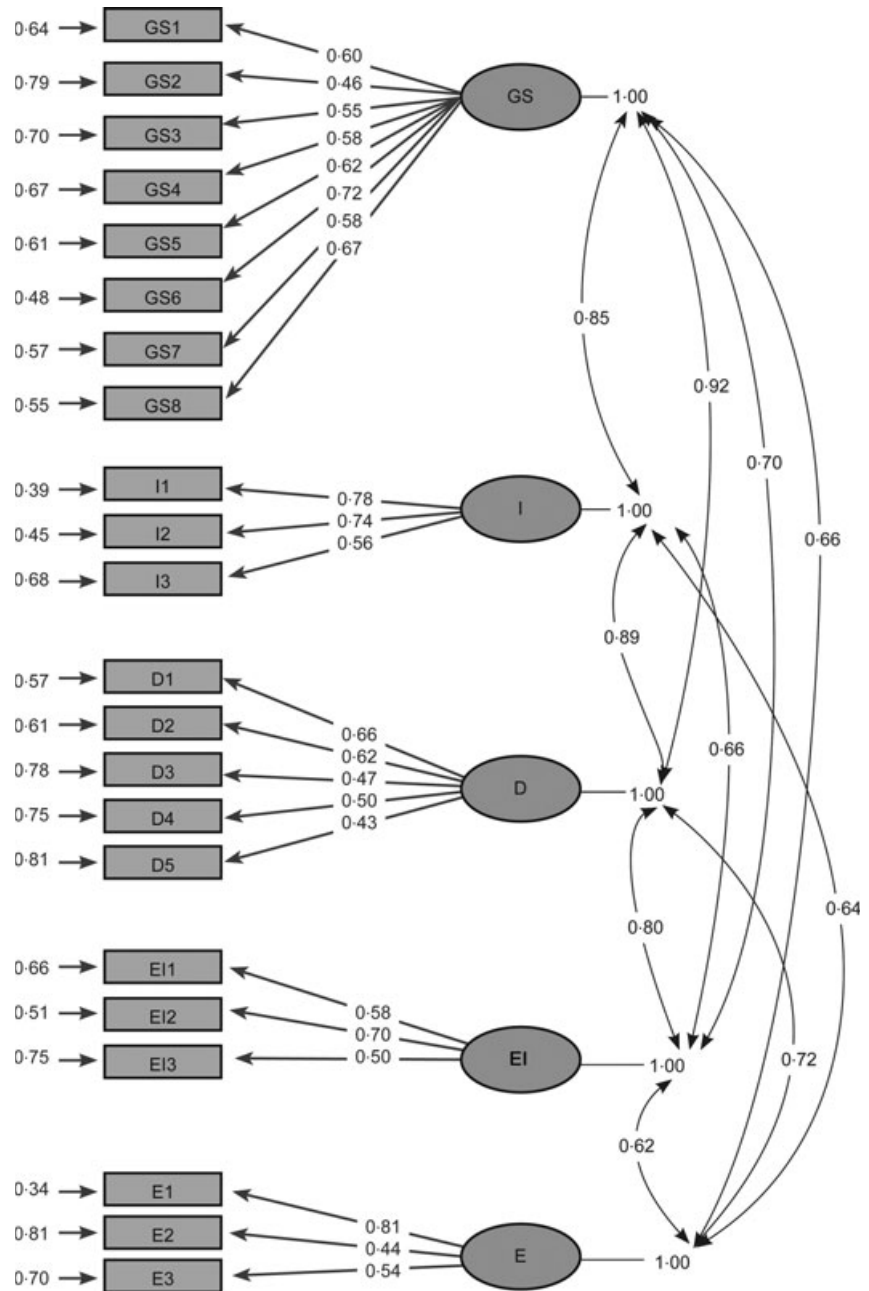 0·64 GS1
0·60
0·79 GS2
0·46
GS 1·00
0·55
0·70 GS3
0·58
0·62
0·67 GS4
0·72
0·58
0·61 GS5
0·67
0·48 GS6
0·85
0·57 GS7
0·92
0·55 GS8
0·70
0·39 I1
0·78
I 1·00
0·74
0·45 I2
0·56
0·66
0·68 I3
0·89
0·57 D1
0·66
0·61 D2
0·62
0·66
0·78 D3
0·47
D 1·00
0·50
0·75 D4
0·43
0·81 D5
0·64
0·80
0·66 EI1
0·58
0·51 EI2
0·70
0·75 EI3
0·50
EI 1·00
0·72
0·62
0·34 E1
0·81
0·81 E2
0·44
E 1·00
0·54
0·70 E3